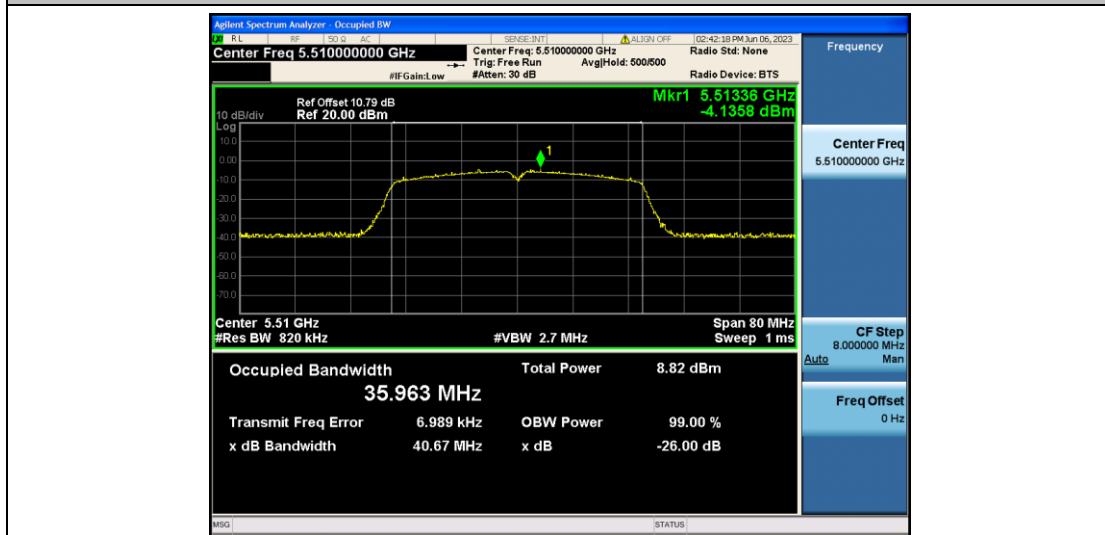 Agilent Spectrum Analyzer - Occupied BW
RL RF 50 Ω AC SENSE:INT ALIGN OFF 02:42:18 PM Jun 06, 2023
Center Freq 5.510000000 GHz
Center Freq: 5.510000000 GHz
Radio Std: None
Trig: Free Run Avg|Hold: 500/500
#IFGain:Low #Atten: 30 dB Radio Device: BTS
Ref Offset 10.79 dB
10 dB/div Ref 20.00 dBm
Mkr1 5.51336 GHz
-4.1358 dBm
Log
10.0
0.00
-10.0
-20.0
-30.0
-40.0
-50.0
-60.0
-70.0
1
Center 5.51 GHz Span 80 MHz
#Res BW 820 kHz #VBW 2.7 MHz Sweep 1 ms
Occupied Bandwidth Total Power 8.82 dBm
35.963 MHz
Transmit Freq Error 6.989 kHz OBW Power 99.00 %
x dB Bandwidth 40.67 MHz x dB -26.00 dB
MSG STATUS
Frequency
Center Freq
5.510000000 GHz
CF Step
8.000000 MHz
Auto Man
Freq Offset
0 Hz